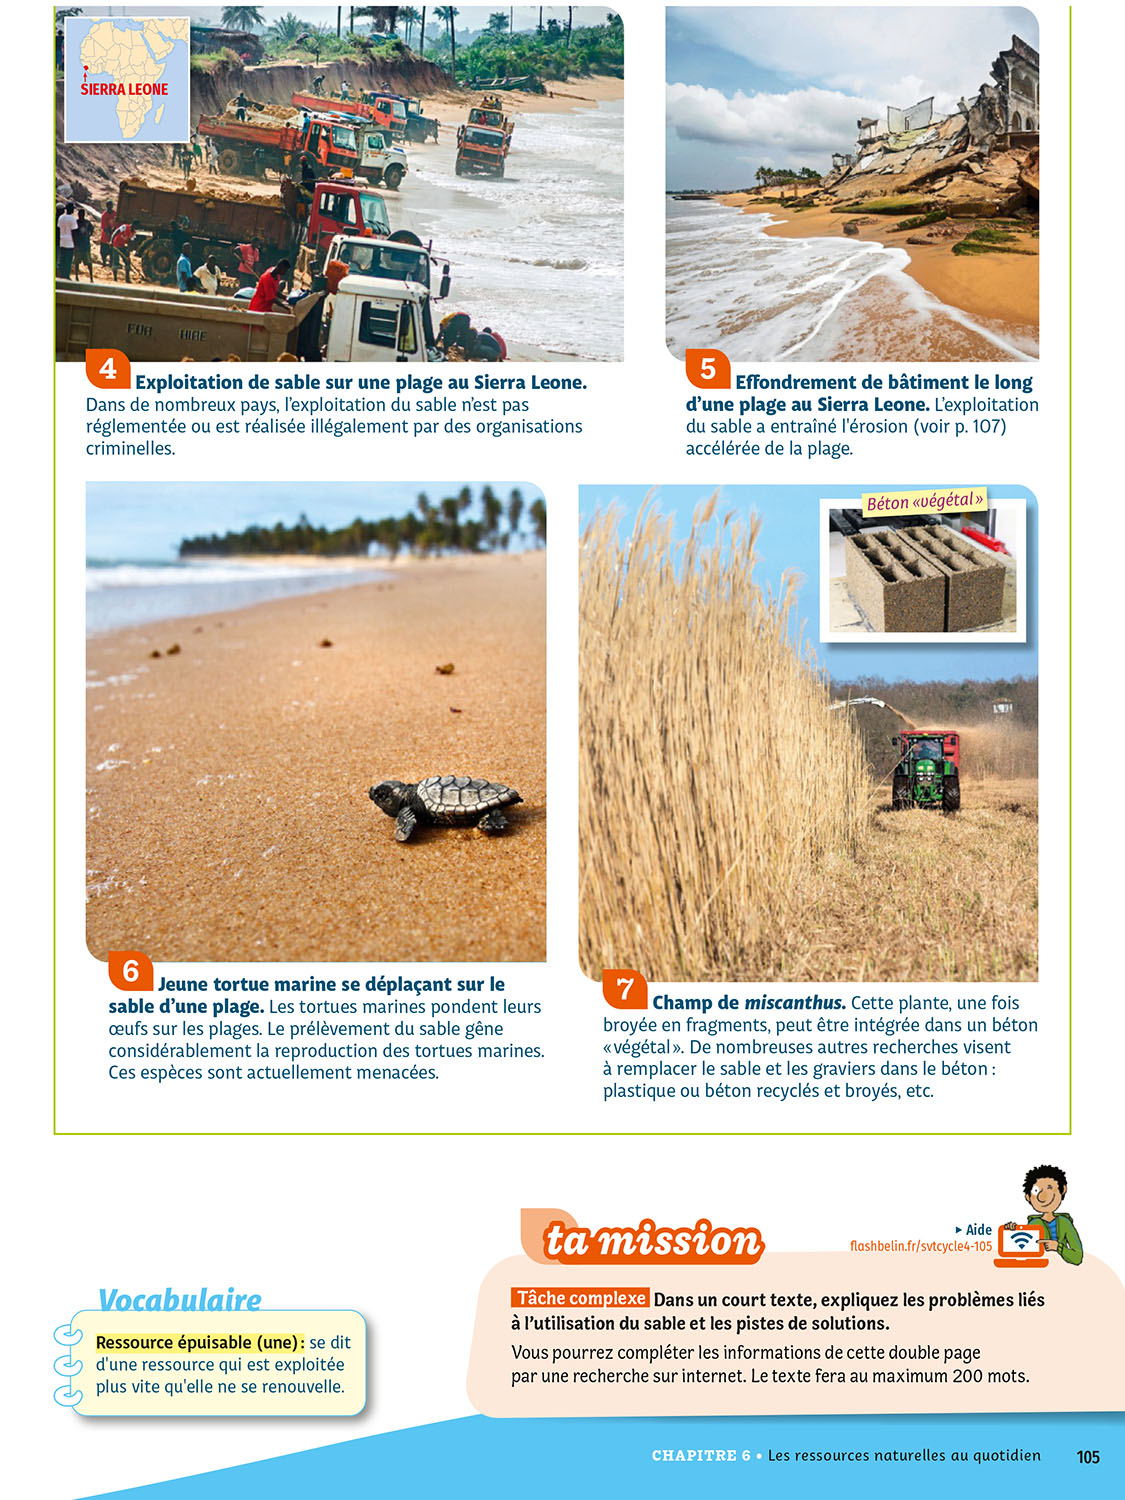 SIERRA LEONE
FUR HIRE
4 Exploitation de sable sur une plage au Sierra Leone.
Dans de nombreux pays, l'exploitation du sable n'est pas
réglementée ou est réalisée illégalement par des organisations
criminelles.
5 Effondrement de bâtiment le long
d'une plage au Sierra Leone. L'exploitation
du sable a entraîné l'érosion (voir p. 107)
accélérée de la plage.
6 Jeune tortue marine se déplaçant sur le
sable d'une plage. Les tortues marines pondent leurs
œufs sur les plages. Le prélèvement du sable gêne
considérablement la reproduction des tortues marines.
Ces espèces sont actuellement menacées.
Béton «végétal»
7 Champ de miscanthus. Cette plante, une fois
broyée en fragments, peut être intégrée dans un béton
«végétal». De nombreuses autres recherches visent
à remplacer le sable et les graviers dans le béton :
plastique ou béton recyclés et broyés, etc.
Vocabulaire
Ressource épuisable (une) : se dit
d'une ressource qui est exploitée
plus vite qu'elle ne se renouvelle.
ta mission
▸ Aide
flashbelin.fr/svtcycle4-105
Tâche complexe Dans un court texte, expliquez les problèmes liés
à l'utilisation du sable et les pistes de solutions.
Vous pourrez compléter les informations de cette double page
par une recherche sur internet. Le texte fera au maximum 200 mots.
CHAPITRE 6 • Les ressources naturelles au quotidien 105